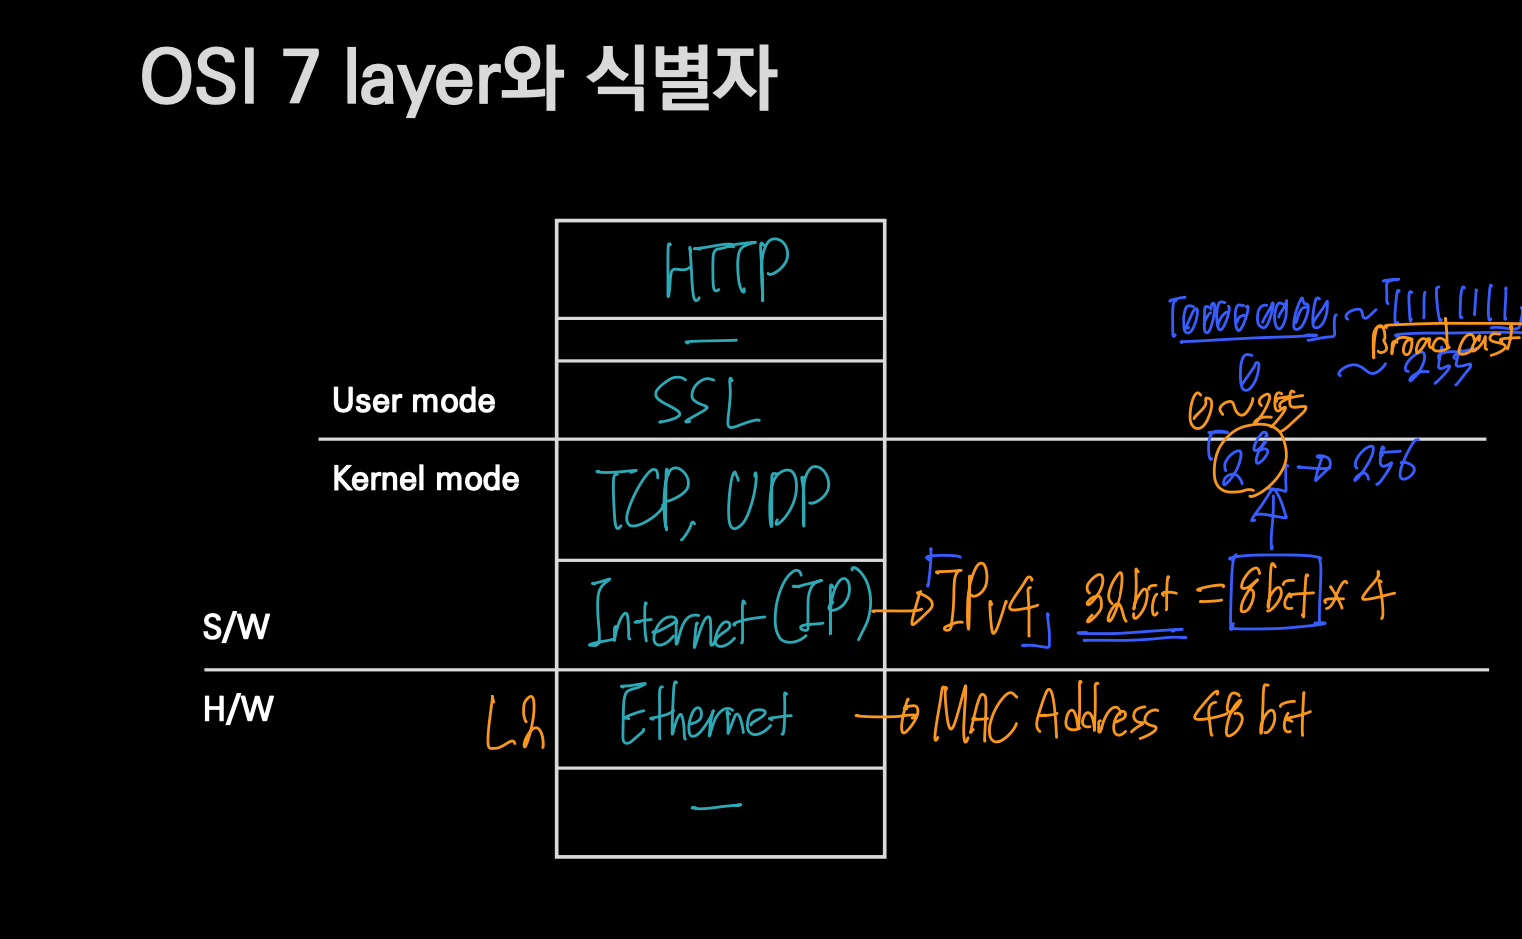 OSI 7 layer와 식별자
HTTP
「00000000」 ~ 「11111111」
Broadcast
0 ~ 255
—
User mode
SSL
0~255
Kernel mode
TCP, UDP
「2⁸」 → 256
S/W
Internet (IP) → 「IPv4」 32bit = 8bit * 4
H/W
L2
Ethernet → MAC Address 48bit
—